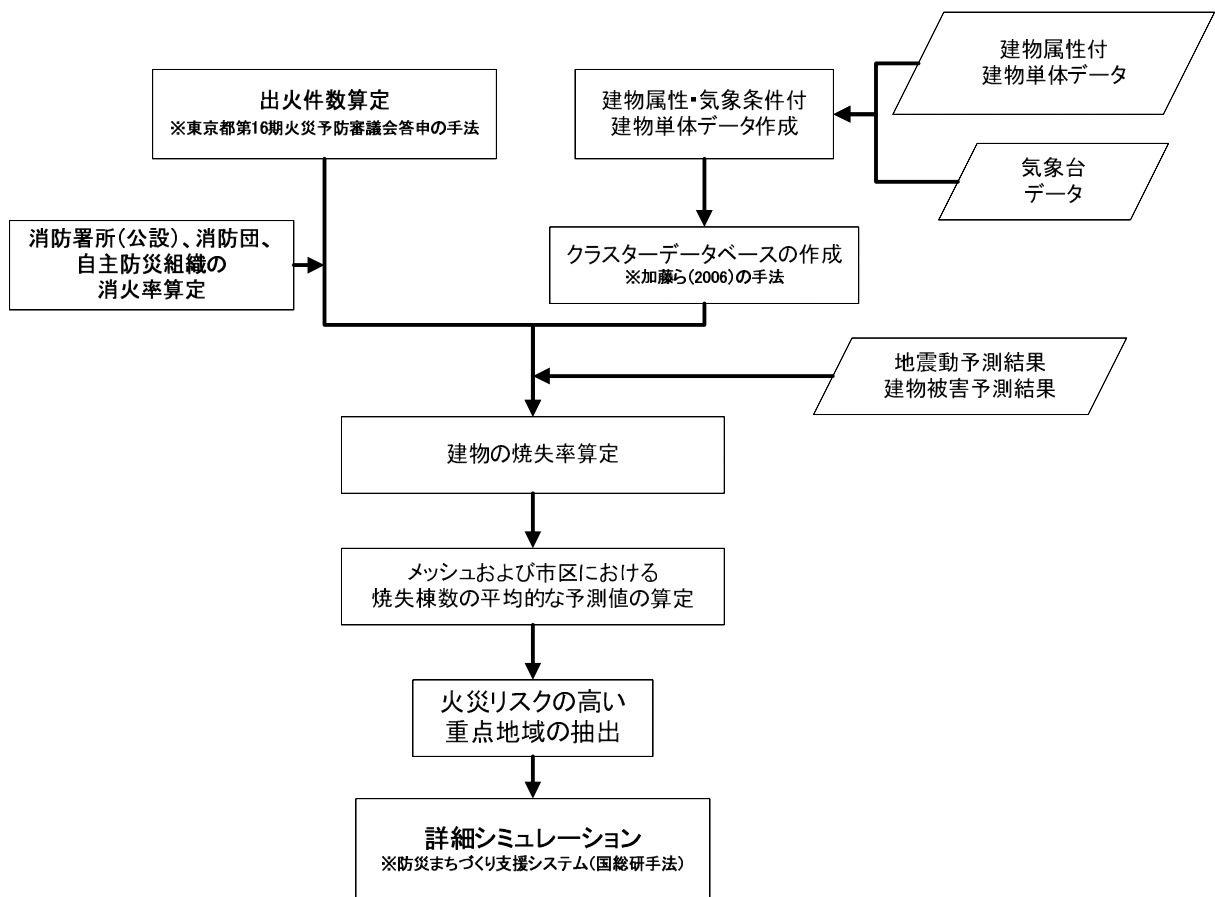 建物属性付
建物単体データ
出火件数算定
※東京都第16期火災予防審議会答申の手法
建物属性・気象条件付
建物単体データ作成
気象台
データ
消防署所(公設)、消防団、
自主防災組織の
消火率算定
クラスターデータベースの作成
※加藤ら(2006)の手法
地震動予測結果
建物被害予測結果
建物の焼失率算定
メッシュおよび市区における
焼失棟数の平均的な予測値の算定
火災リスクの高い
重点地域の抽出
詳細シミュレーション
※防災まちづくり支援システム(国総研手法)